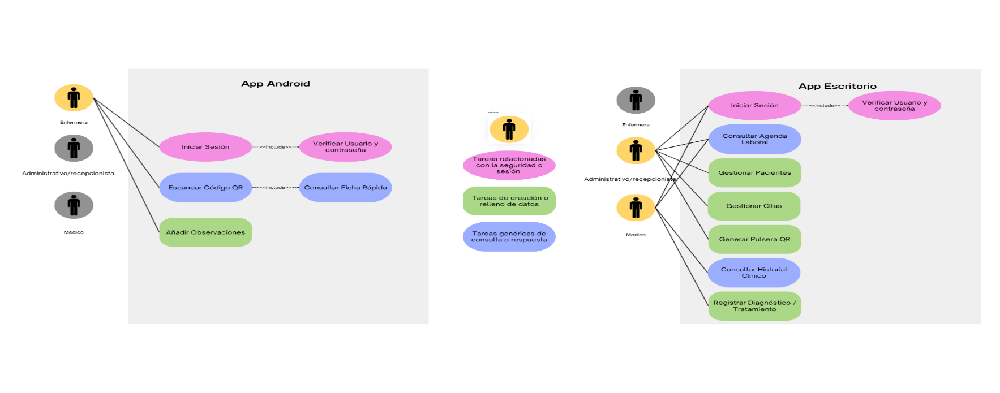 App Android
Enfermera
Administrativo/recepcionista
Medico
Iniciar Sesión
<<include>>
Verificar Usuario y
contraseña
Escanear Código QR
<<include>>
Consultar Ficha Rápida
Añadir Observaciones
Tareas relacionadas
con la seguridad o
sesión
Tareas de creación o
relleno de datos
Tareas genéricas de
consulta o respuesta
App Escritorio
Enfermera
Administrativo/recepcionista
Medico
Iniciar Sesión
<<include>>
Verificar Usuario y
contraseña
Consultar Agenda
Laboral
Gestionar Pacientes
Gestionar Citas
Generar Pulsera QR
Consultar Historial
Clínico
Registrar Diagnóstico /
Tratamiento